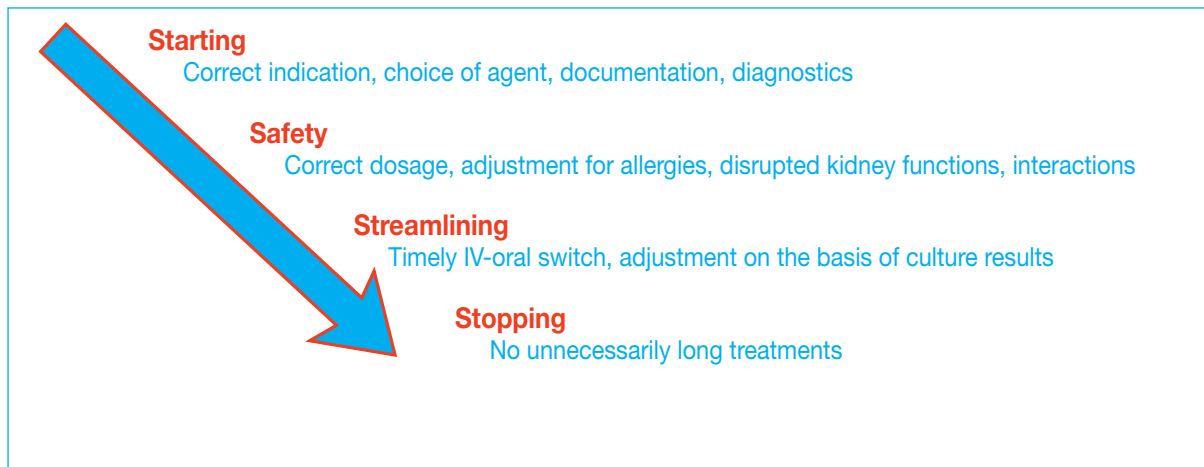 Starting
Correct indication, choice of agent, documentation, diagnostics
Safety
Correct dosage, adjustment for allergies, disrupted kidney functions, interactions
Streamlining
Timely IV-oral switch, adjustment on the basis of culture results
Stopping
No unnecessarily long treatments